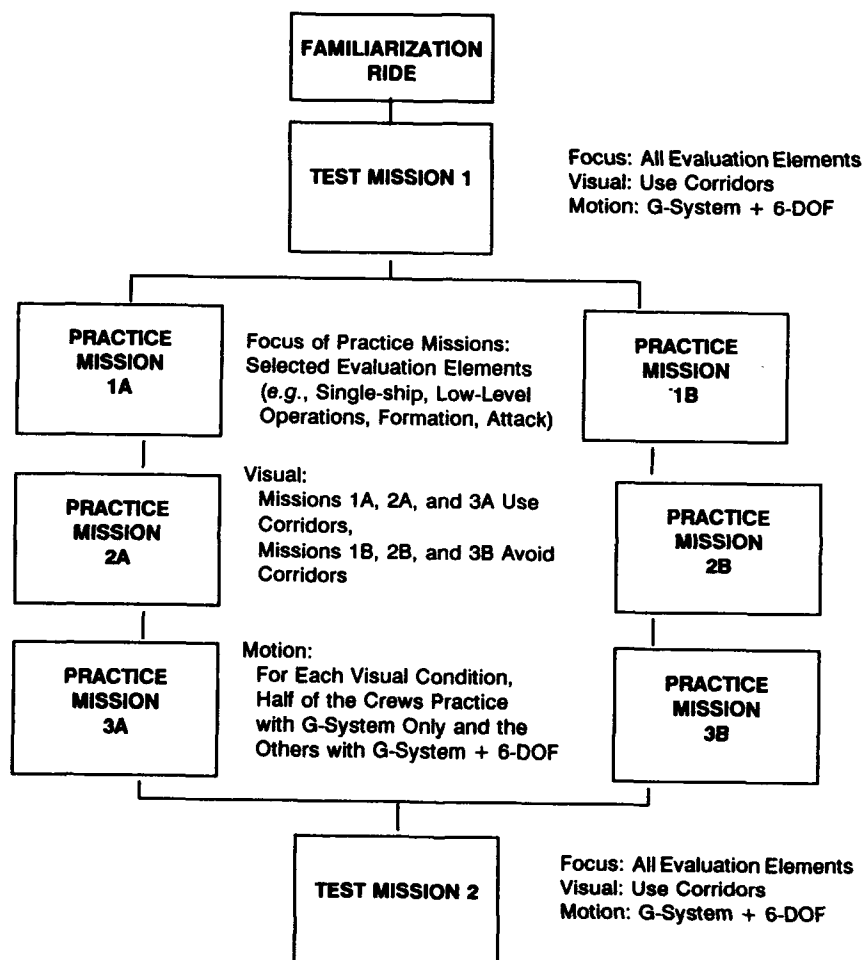 FAMILIARIZATION
RIDE
TEST MISSION 1
Focus: All Evaluation Elements
Visual: Use Corridors
Motion: G-System + 6-DOF
PRACTICE
MISSION
1A
Focus of Practice Missions:
Selected Evaluation Elements
(e.g., Single-ship, Low-Level
Operations, Formation, Attack)
PRACTICE
MISSION
1B
PRACTICE
MISSION
2A
Visual:
Missions 1A, 2A, and 3A Use
Corridors,
Missions 1B, 2B, and 3B Avoid
Corridors
PRACTICE
MISSION
2B
PRACTICE
MISSION
3A
Motion:
For Each Visual Condition,
Half of the Crews Practice
with G-System Only and the
Others with G-System + 6-DOF
PRACTICE
MISSION
3B
TEST MISSION 2
Focus: All Evaluation Elements
Visual: Use Corridors
Motion: G-System + 6-DOF